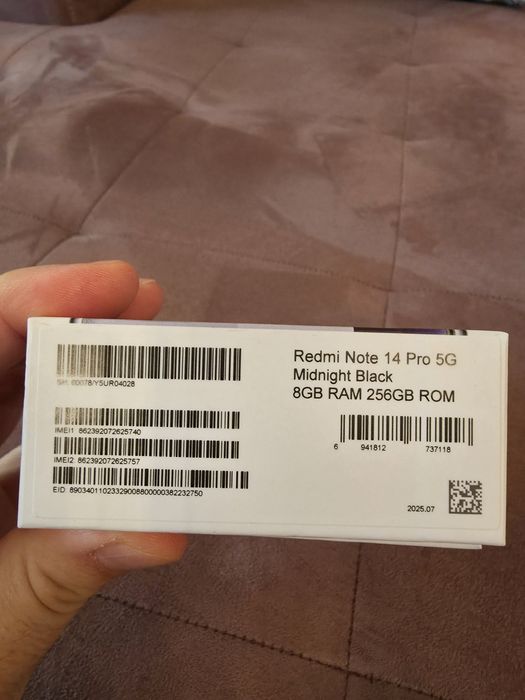 SN: 60078/Y5UR04028
IMEI1: 862392072625740
IMEI2: 862392072625757
EID: 89034011023329008800000382232750
Redmi Note 14 Pro 5G
Midnight Black
8GB RAM 256GB ROM
6 941812 737118
2025.07